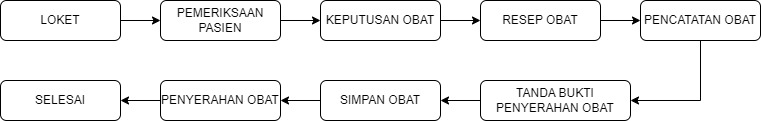 LOKET
PEMERIKSAAN
PASIEN
KEPUTUSAN OBAT
RESEP OBAT
PENCATATAN OBAT
TANDA BUKTI
PENYERAHAN OBAT
SIMPAN OBAT
PENYERAHAN OBAT
SELESAI